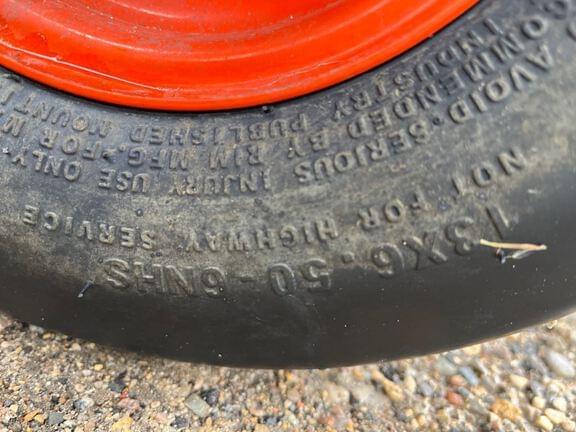 13X6.50-6NHS
NOT FOR HIGHWAY SERVICE
AVOID SERIOUS INJURY USE ONLY
COMMENDED BY RIM MFG. FOR M
INDUSTRY PUBLISHED MOUNT